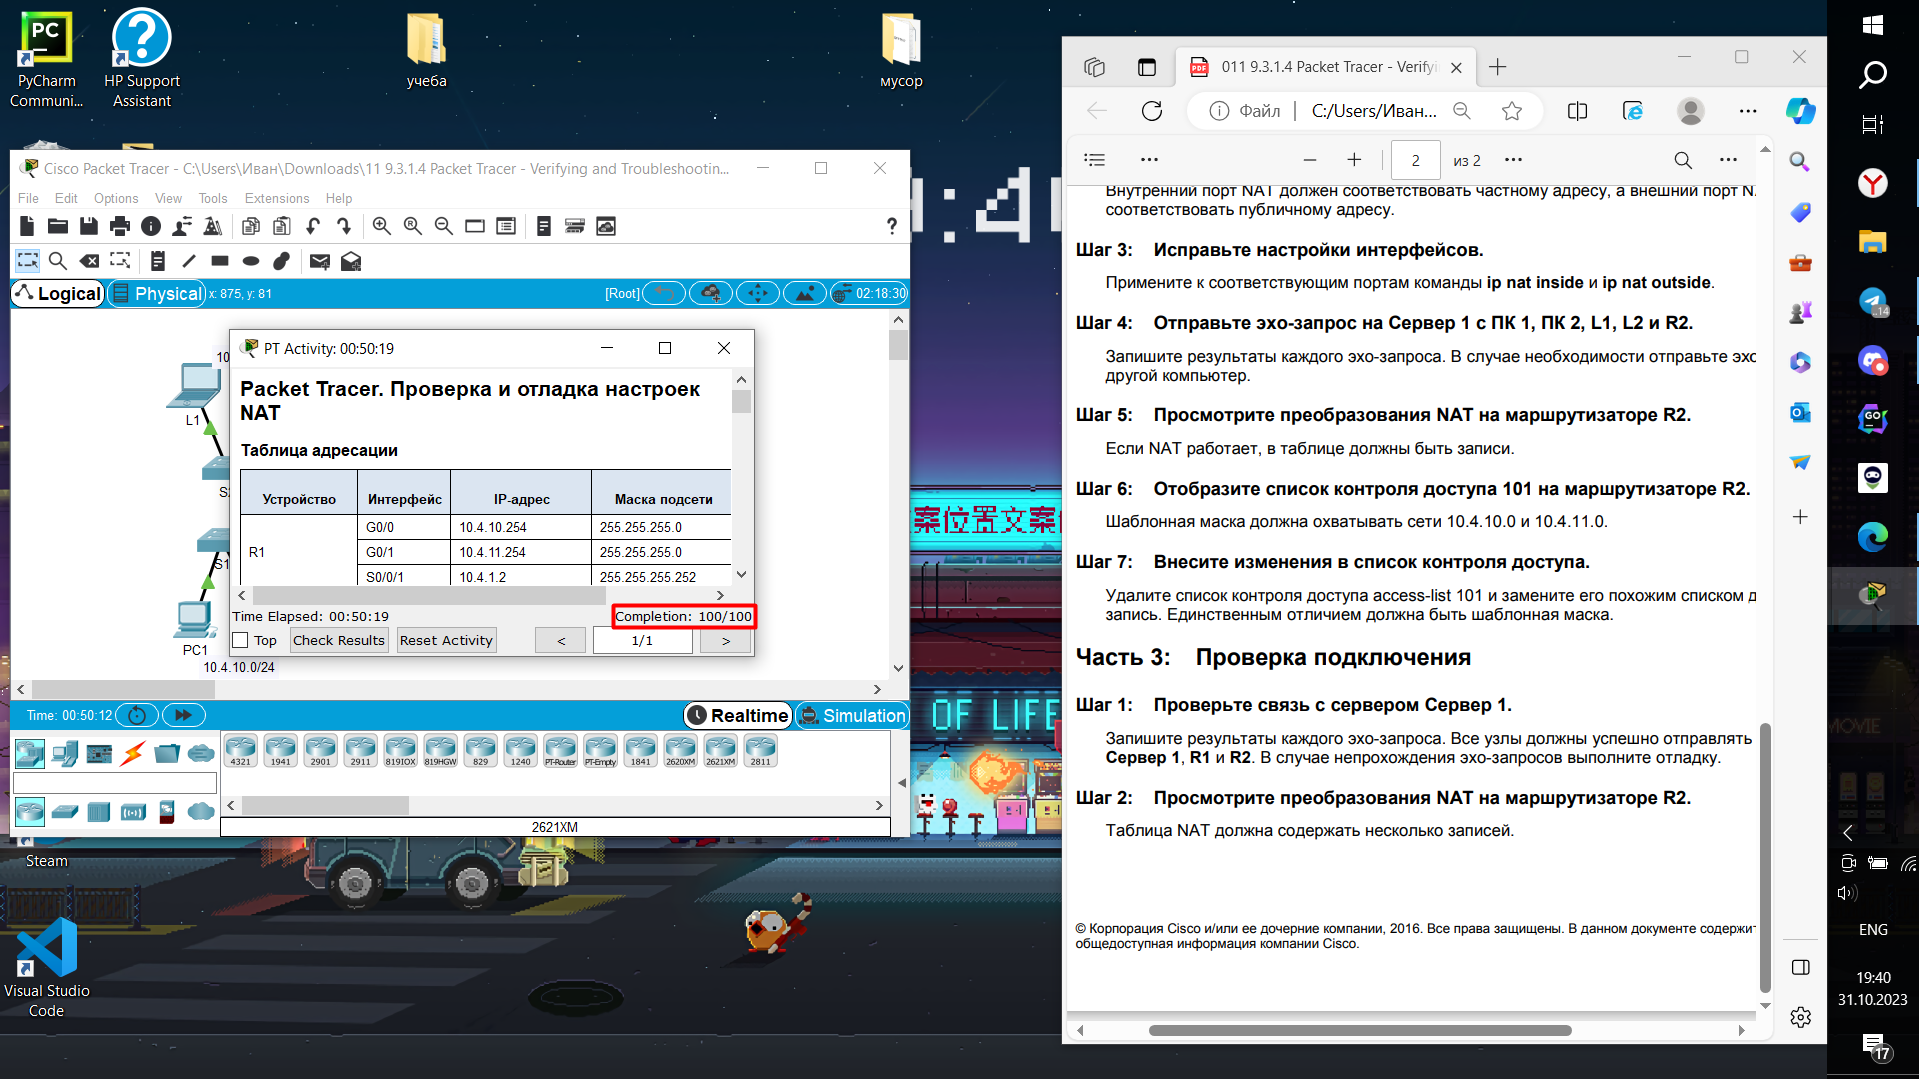 PyCharm
Communi...
HP Support
Assistant
учеба
мусор
Cisco Packet Tracer - C:\Users\Иван\Downloads\11 9.3.1.4 Packet Tracer - Verifying and Troubleshootin...
File Edit Options View Tools Extensions Help
Logical
Physical
x: 875, y: 81
[Root]
02:18:30
L1
PC1
10.4.10.0/24
PT Activity: 00:50:19
Packet Tracer. Проверка и отладка настроек
NAT
Таблица адресации
Устройство Интерфейс IP-адрес Маска подсети
R1
G0/0 10.4.10.254 255.255.255.0
G0/1 10.4.11.254 255.255.255.0
S0/0/1 10.4.1.2 255.255.255.252
Time Elapsed: 00:50:19
Completion: 100/100
Top
Check Results
Reset Activity
<
1/1
>
Time: 00:50:12
Realtime
Simulation
4321 1941 2901 2911 819IOX 819HGW 829 1240 PT-Router PT-Empty 1841 2620XM 2621XM 2811
2621XM
Steam
Visual Studio
Code
OF LIFE
011 9.3.1.4 Packet Tracer - Verifyi
Файл
C:/Users/Иван...
2 из 2
Внутренний порт NAT должен соответствовать частному адресу, а внешний порт N
соответствовать публичному адресу.
Шаг 3: Исправьте настройки интерфейсов.
Примените к соответствующим портам команды ip nat inside и ip nat outside.
Шаг 4: Отправьте эхо-запрос на Сервер 1 с ПК 1, ПК 2, L1, L2 и R2.
Запишите результаты каждого эхо-запроса. В случае необходимости отправьте эхо
другой компьютер.
Шаг 5: Просмотрите преобразования NAT на маршрутизаторе R2.
Если NAT работает, в таблице должны быть записи.
Шаг 6: Отобразите список контроля доступа 101 на маршрутизаторе R2.
Шаблонная маска должна охватывать сети 10.4.10.0 и 10.4.11.0.
Шаг 7: Внесите изменения в список контроля доступа.
Удалите список контроля доступа access-list 101 и замените его похожим списком д
запись. Единственным отличием должна быть шаблонная маска.
Часть 3: Проверка подключения
Шаг 1: Проверьте связь с сервером Сервер 1.
Запишите результаты каждого эхо-запроса. Все узлы должны успешно отправлять
Сервер 1, R1 и R2. В случае непрохождения эхо-запросов выполните отладку.
Шаг 2: Просмотрите преобразования NAT на маршрутизаторе R2.
Таблица NAT должна содержать несколько записей.
© Корпорация Cisco и/или ее дочерние компании, 2016. Все права защищены. В данном документе содержит
общедоступная информация компании Cisco.
ENG
19:40
31.10.2023
17